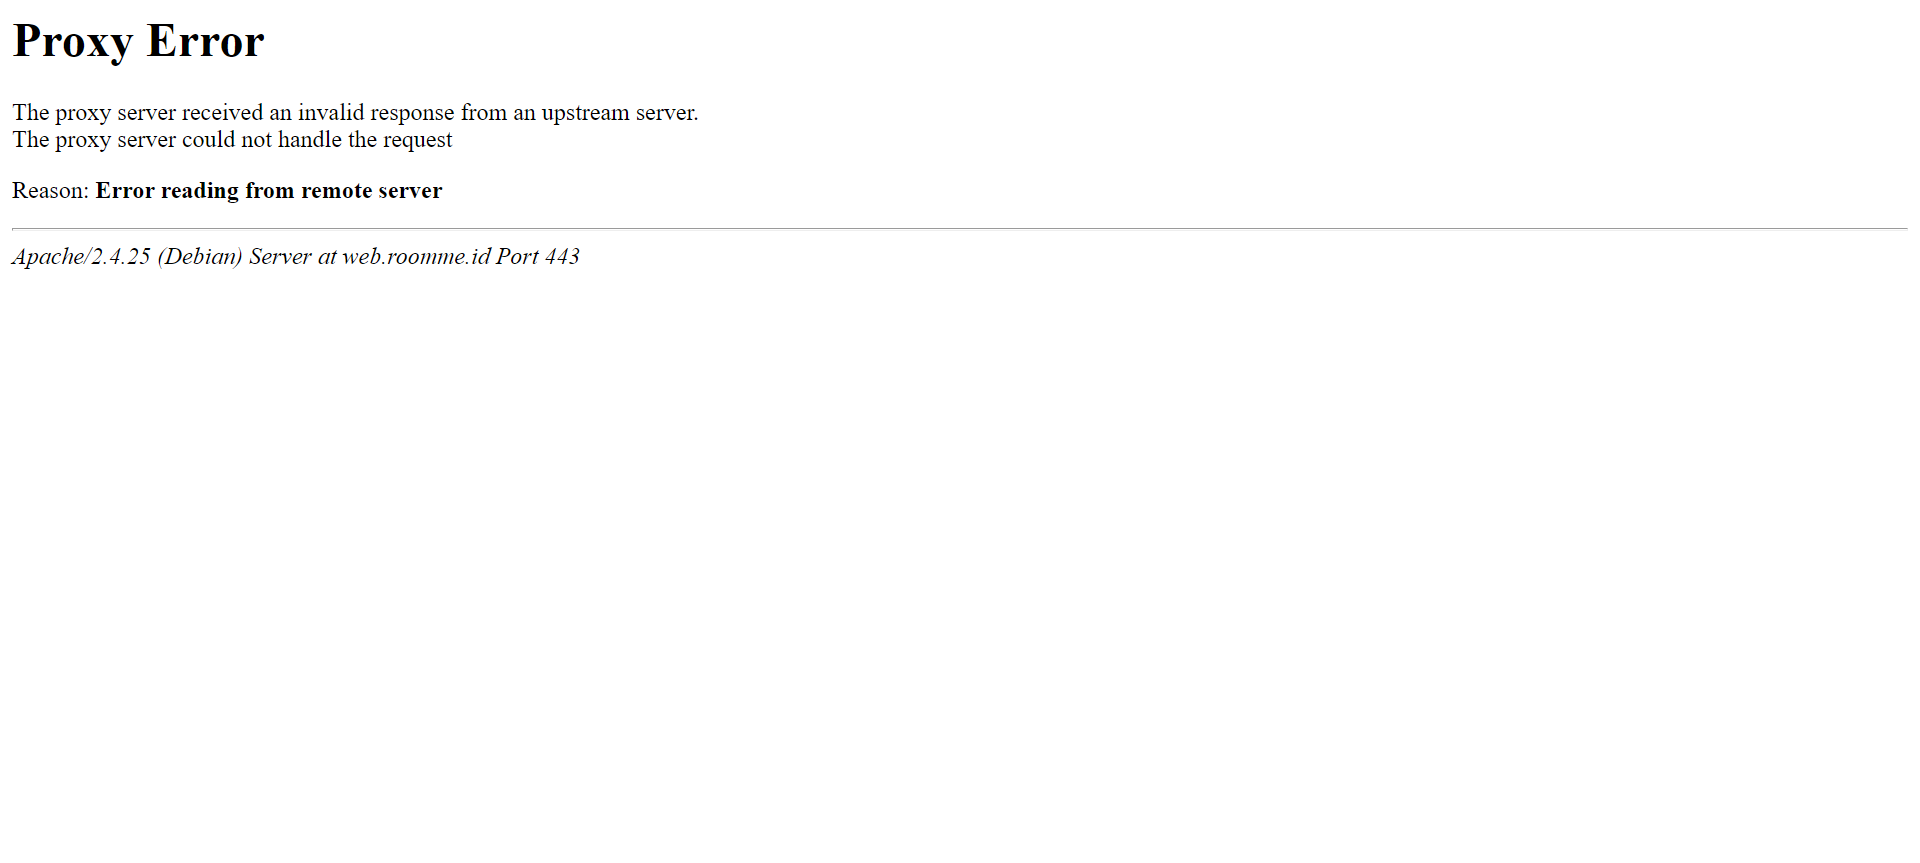 Proxy Error
The proxy server received an invalid response from an upstream server.
The proxy server could not handle the request
Reason: Error reading from remote server
Apache/2.4.25 (Debian) Server at web.roomme.id Port 443